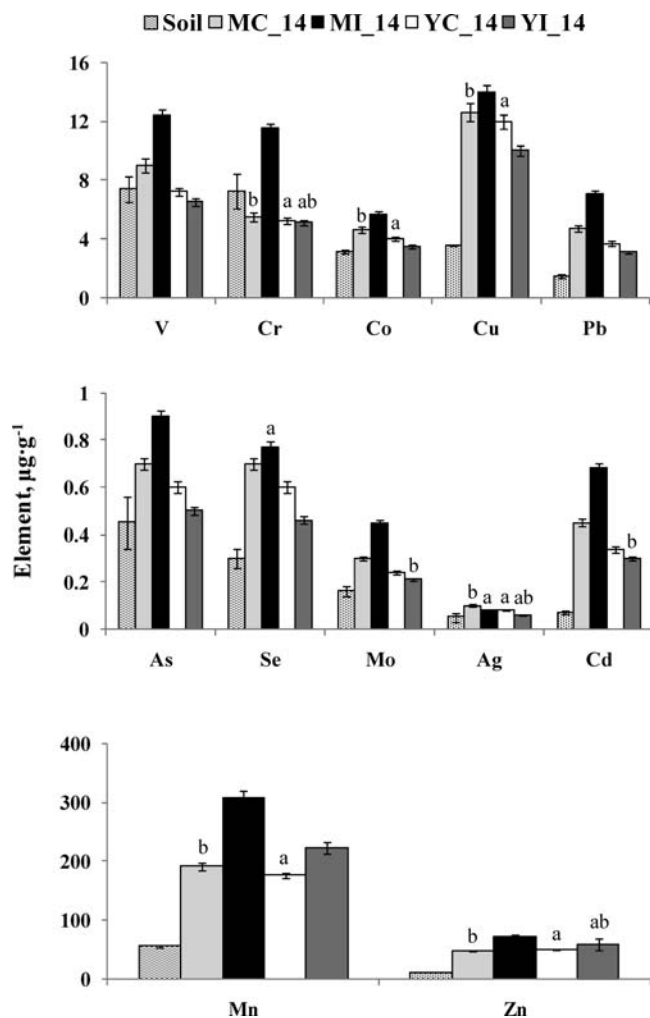 Soil MC_14 MI_14 YC_14 YI_14
16
12
8
4
0
b a ab b a b a
V Cr Co Cu Pb
Element, µg·g⁻¹
1
0.8
0.6
0.4
0.2
0
a b b a a ab b
As Se Mo Ag Cd
400
300
200
100
0
b a b a ab
Mn Zn